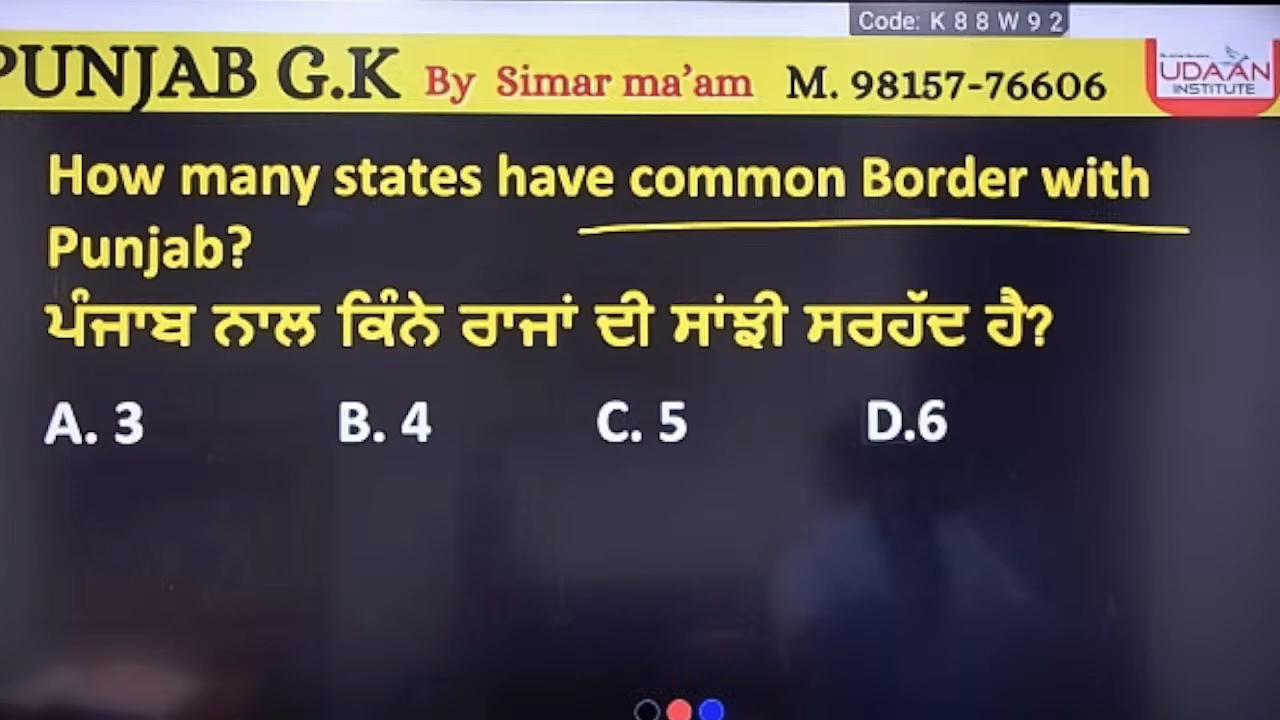 Code: K 8 8 W 9 2
PUNJAB G.K By Simar ma'am M. 98157-76606
UDAAN
INSTITUTE
How many states have common Border with
Punjab?
ਪੰਜਾਬ ਨਾਲ ਕਿੰਨੇ ਰਾਜਾਂ ਦੀ ਸਾਂਝੀ ਸਰਹੱਦ ਹੈ?
A. 3 B. 4 C. 5 D.6